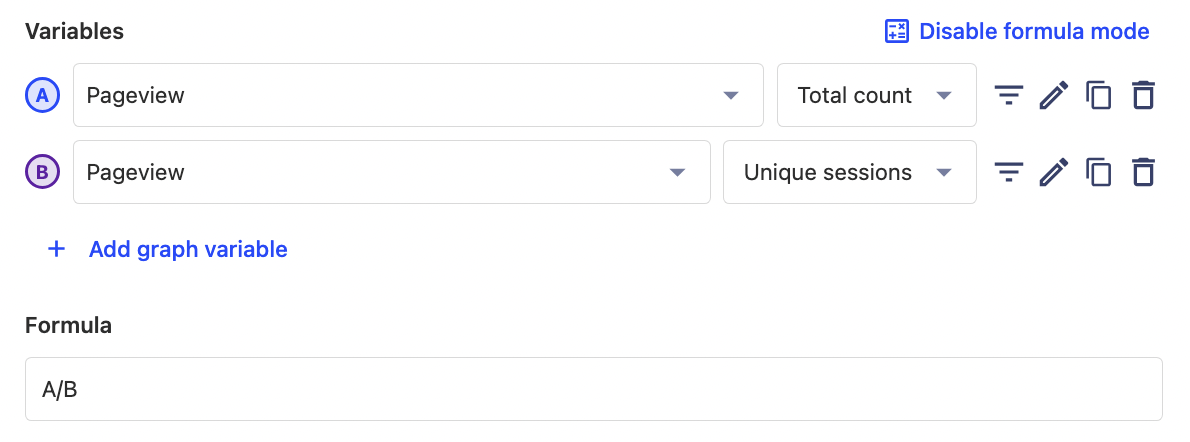 Variables
Disable formula mode
A Pageview Total count
B Pageview Unique sessions
+ Add graph variable
Formula
A/B